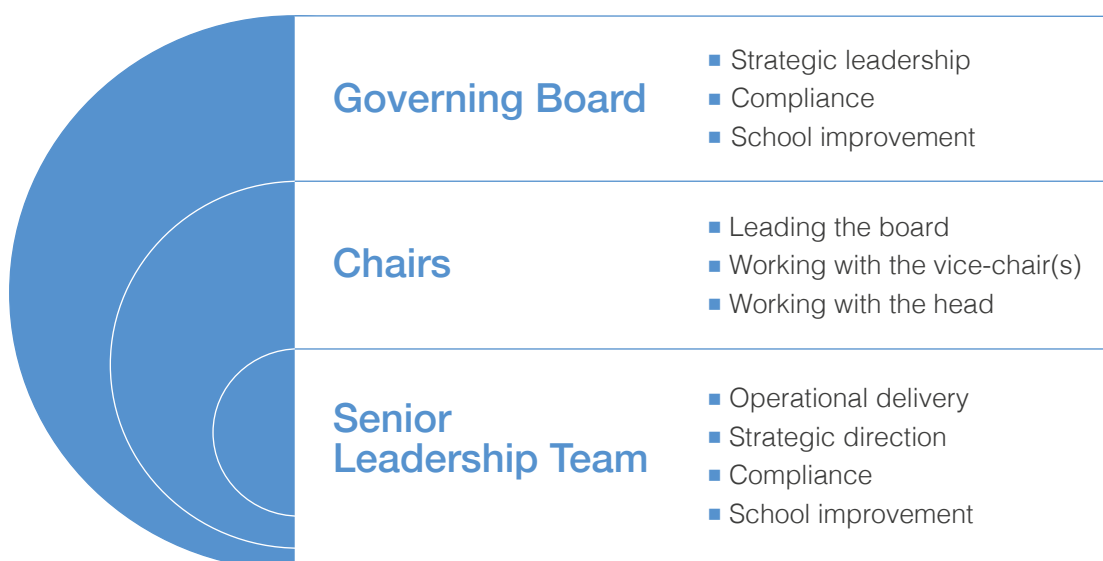 Governing Board
■ Strategic leadership
■ Compliance
■ School improvement
Chairs
■ Leading the board
■ Working with the vice-chair(s)
■ Working with the head
Senior
Leadership Team
■ Operational delivery
■ Strategic direction
■ Compliance
■ School improvement